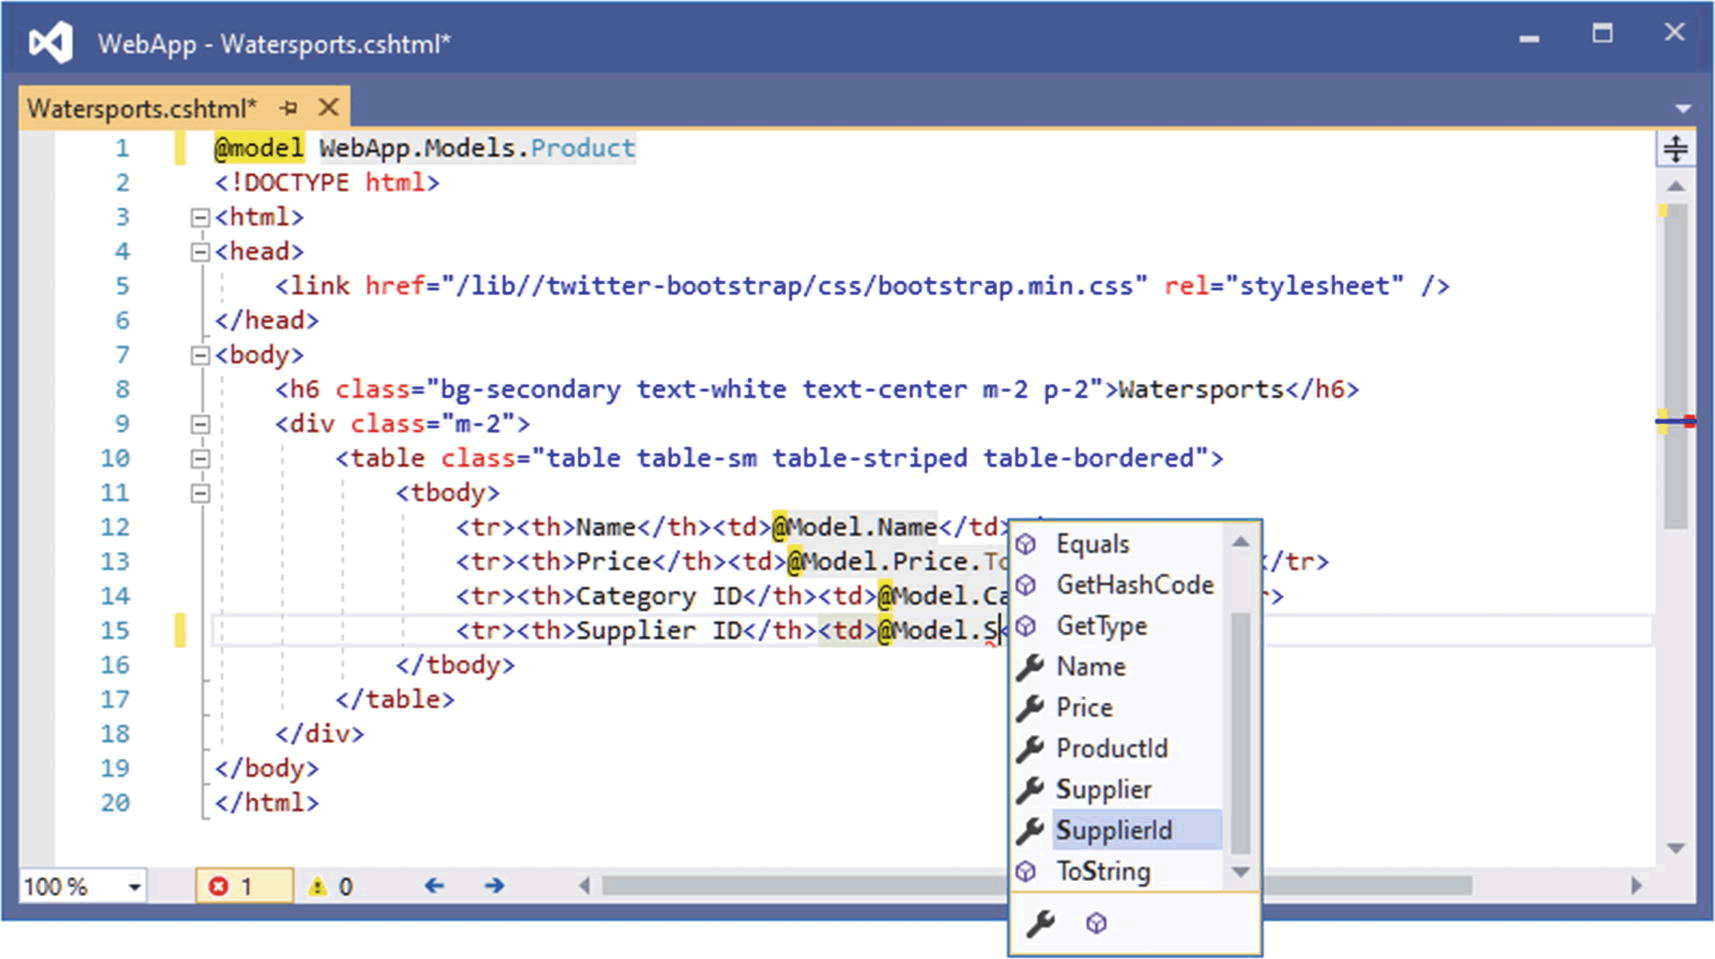 WebApp - Watersports.cshtml*
Watersports.cshtml*
1 @model WebApp.Models.Product
2 <!DOCTYPE html>
3 <html>
4 <head>
5 <link href="/lib//twitter-bootstrap/css/bootstrap.min.css" rel="stylesheet" />
6 </head>
7 <body>
8 <h6 class="bg-secondary text-white text-center m-2 p-2">Watersports</h6>
9 <div class="m-2">
10 <table class="table table-sm table-striped table-bordered">
11 <tbody>
12 <tr><th>Name</th><td>@Model.Name</td>
13 <tr><th>Price</th><td>@Model.Price.To </tr>
14 <tr><th>Category ID</th><td>@Model.Ca r>
15 <tr><th>Supplier ID</th><td>@Model.S<
16 </tbody>
17 </table>
18 </div>
19 </body>
20 </html>
Equals
GetHashCode
GetType
Name
Price
ProductId
Supplier
SupplierId
ToString
100 % 1 0